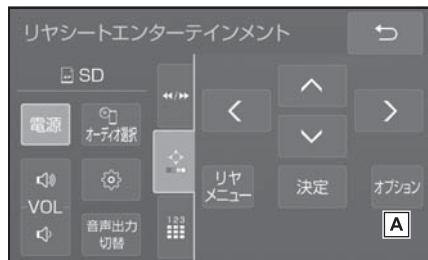 リヤシートエンターテインメント
SD
電源
オーディオ選択
VOL
音声出力
切替
123
リヤ
メニュー
決定
オプション
A